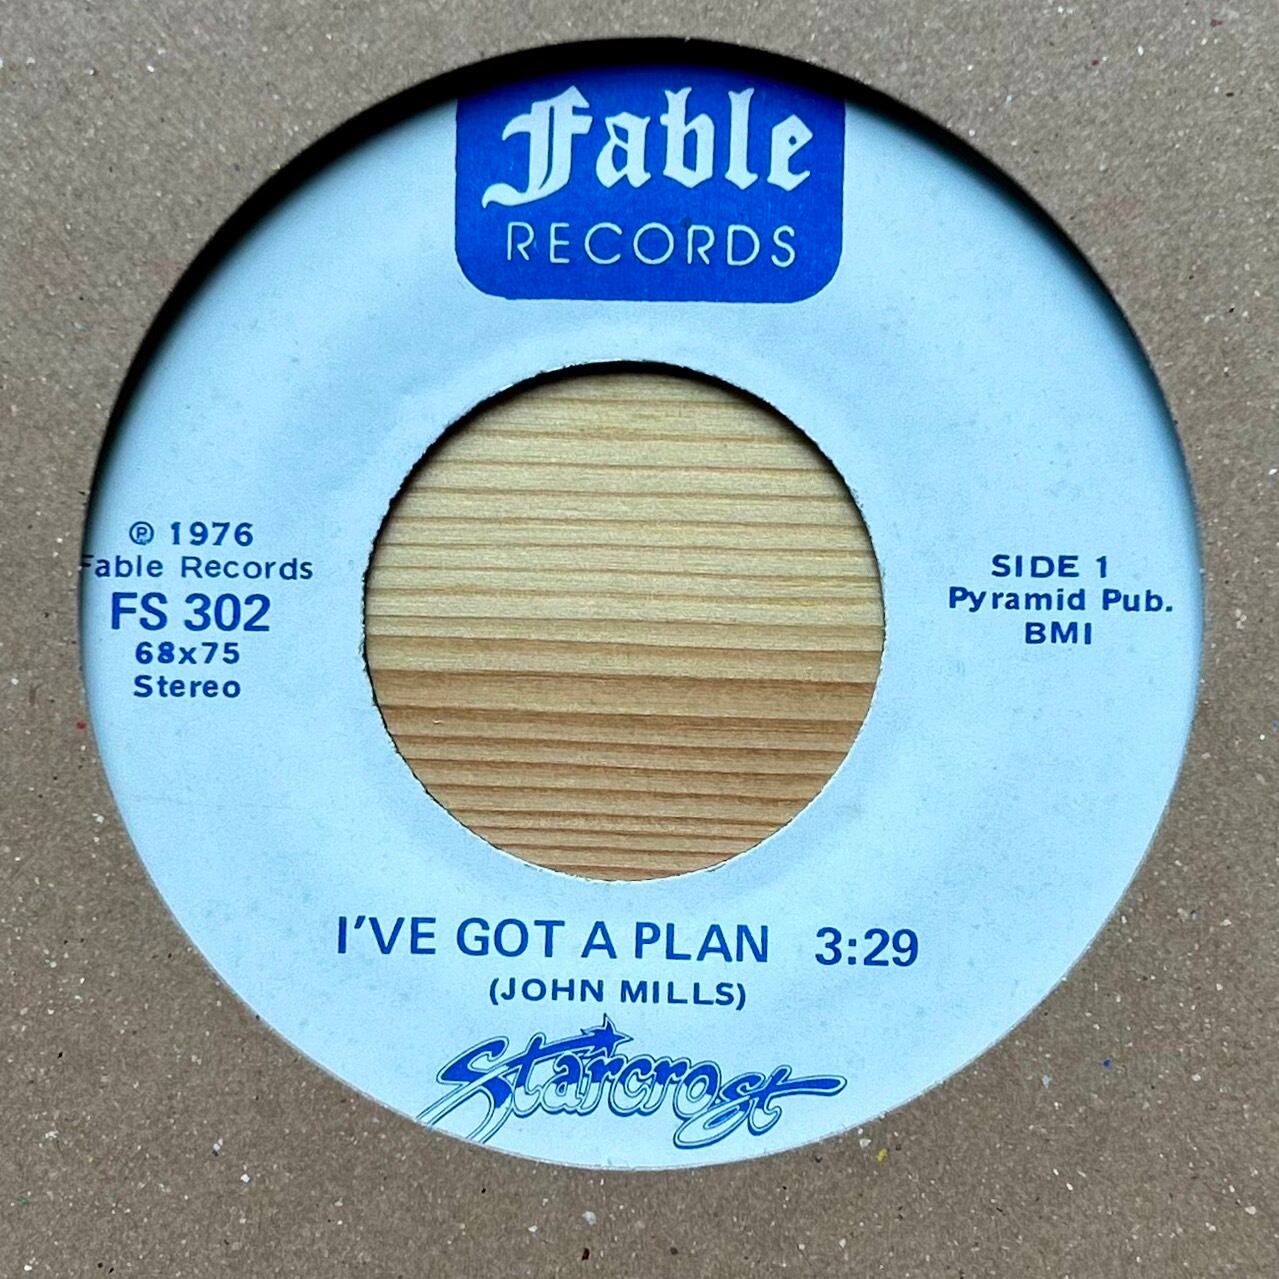 Fable
RECORDS
℗ 1976
Fable Records
FS 302
68x75
Stereo
SIDE 1
Pyramid Pub.
BMI
I'VE GOT A PLAN 3:29
(JOHN MILLS)
Starcrost